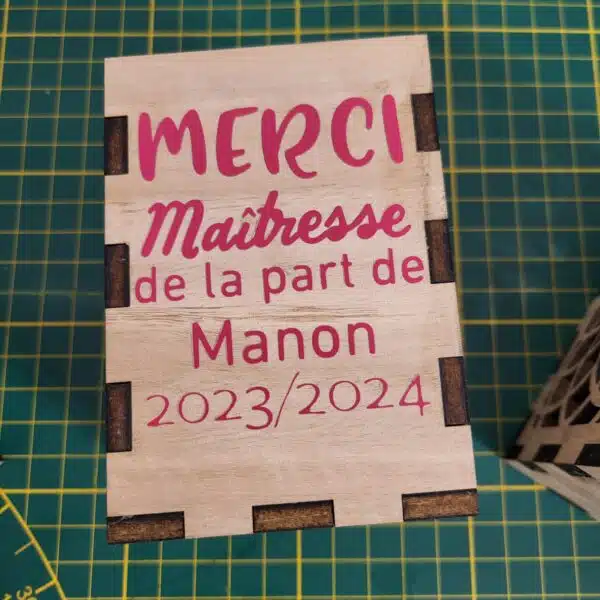 MERCI
Maîtresse
de la part de
Manon
2023/2024